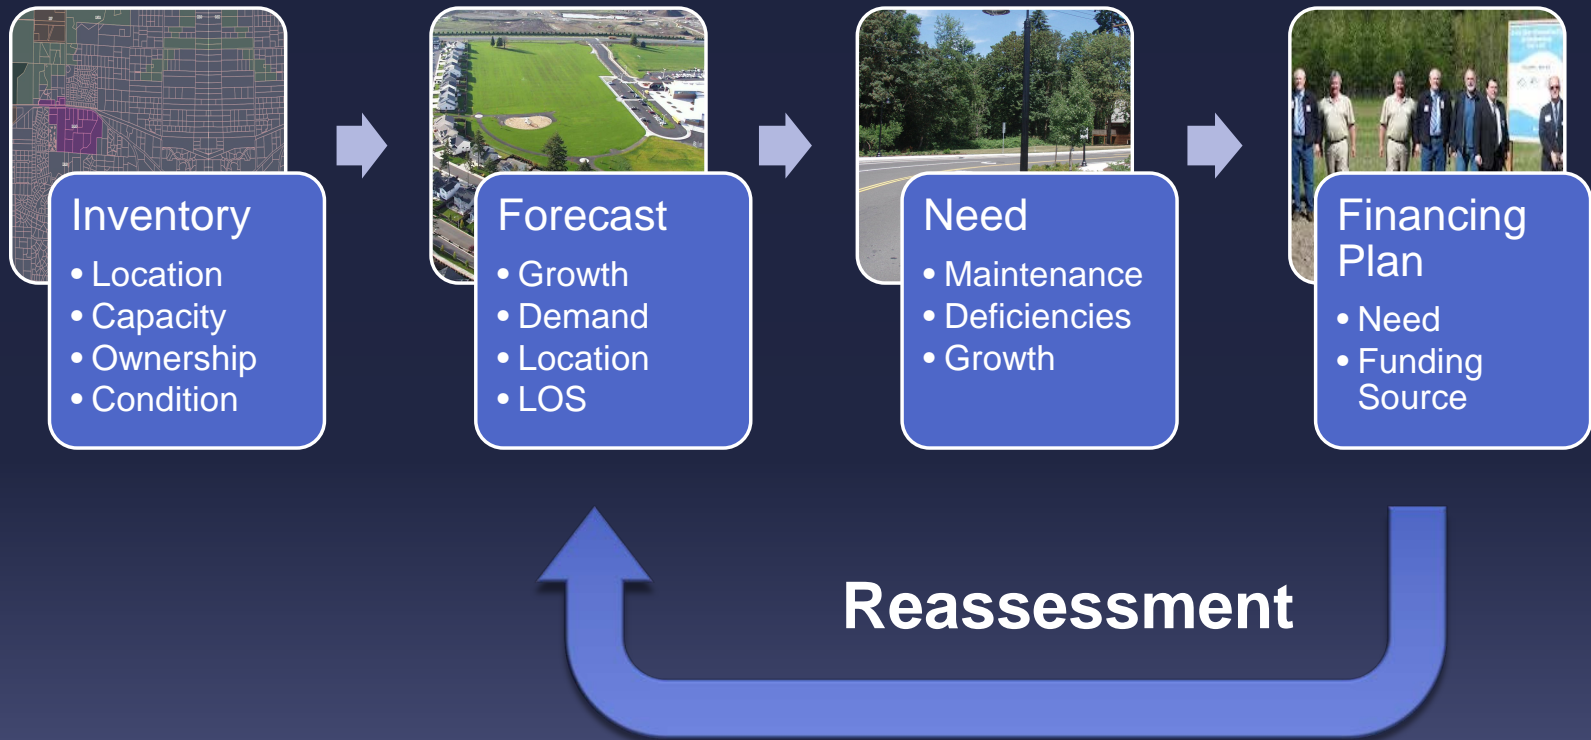 Inventory
• Location
• Capacity
• Ownership
• Condition
Forecast
• Growth
• Demand
• Location
• LOS
Need
• Maintenance
• Deficiencies
• Growth
Financing
Plan
• Need
• Funding
Source
Reassessment